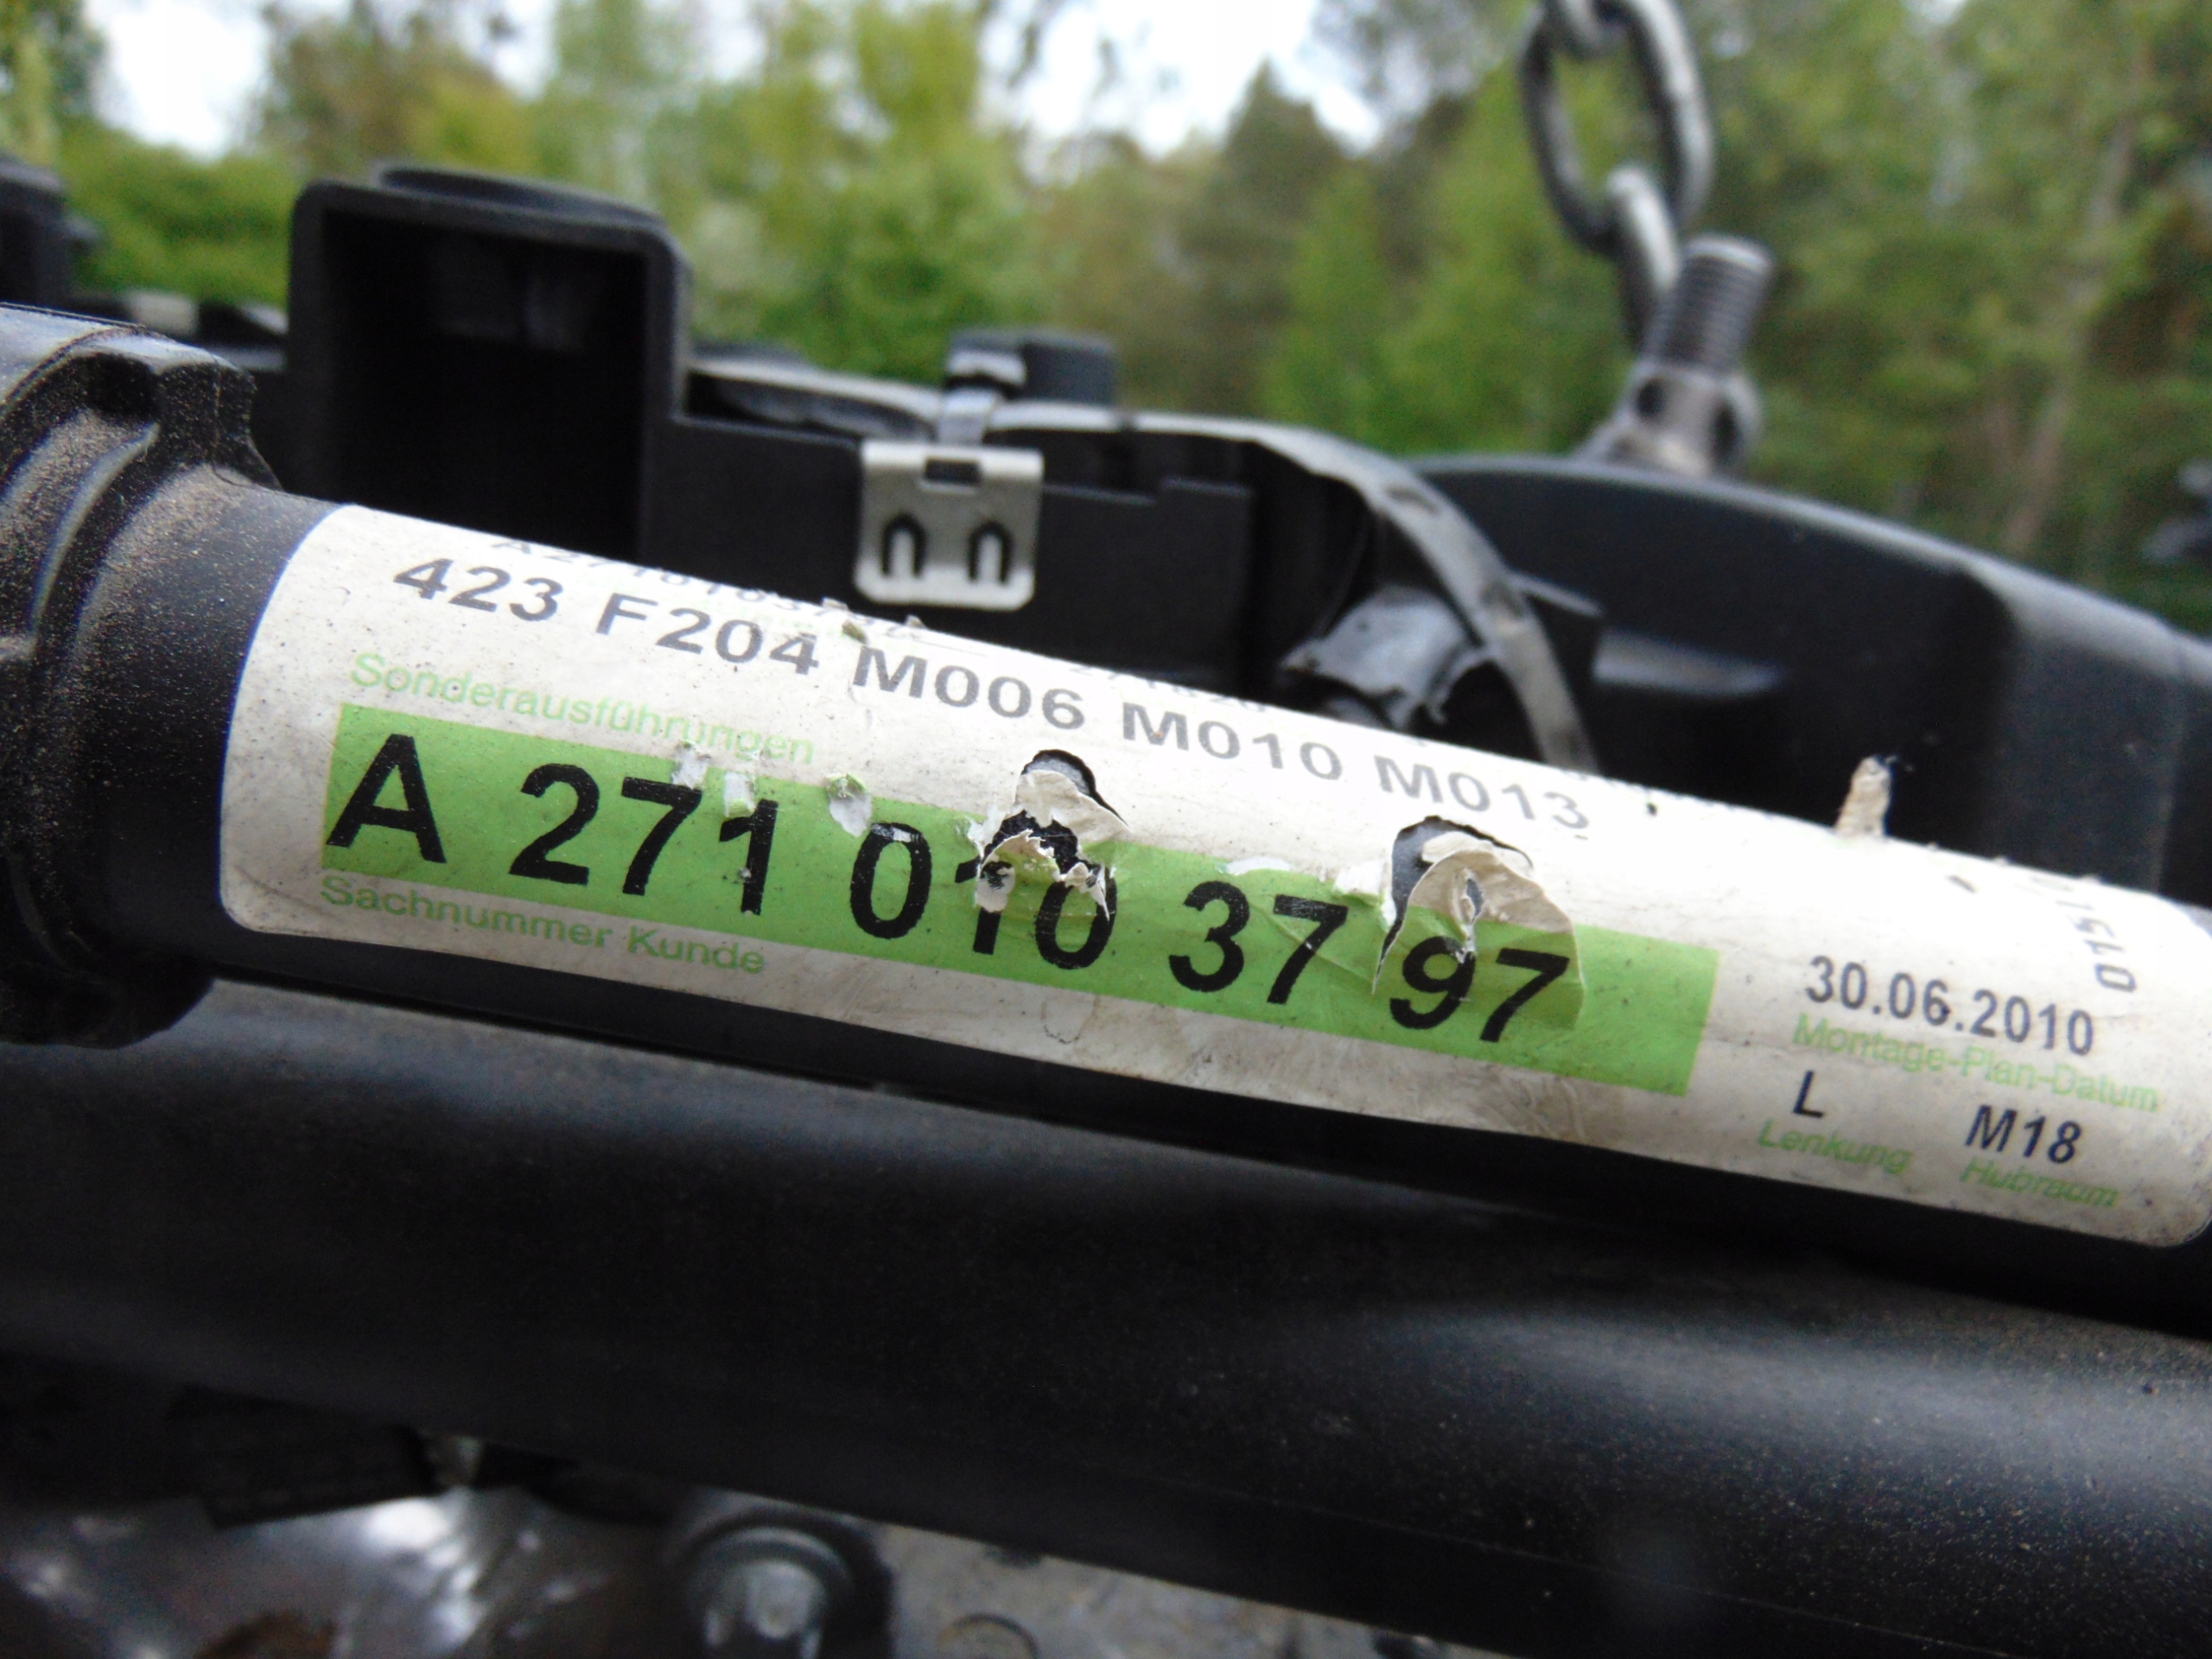 423 F204 M006 M010 M013
Sonderausführungen
A 271 010 37 97
Sachnummer Kunde
30.06.2010
Montage-Plan-Datum
L M18
Lenkung Hubraum